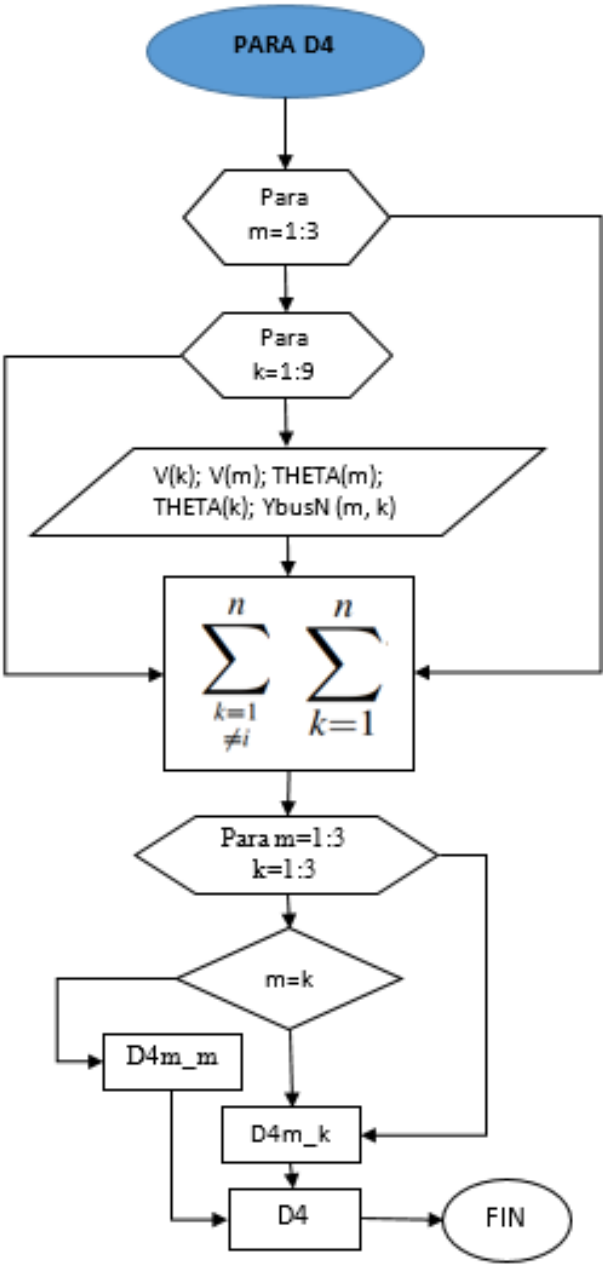 PARA D4
Para
m=1:3
Para
k=1:9
V(k); V(m); THETA(m);
THETA(k); YbusN (m, k)
n n
∑ ∑
k=1 k=1
≠i
Para m=1:3
k=1:3
m=k
D4m_m
D4m_k
D4
FIN